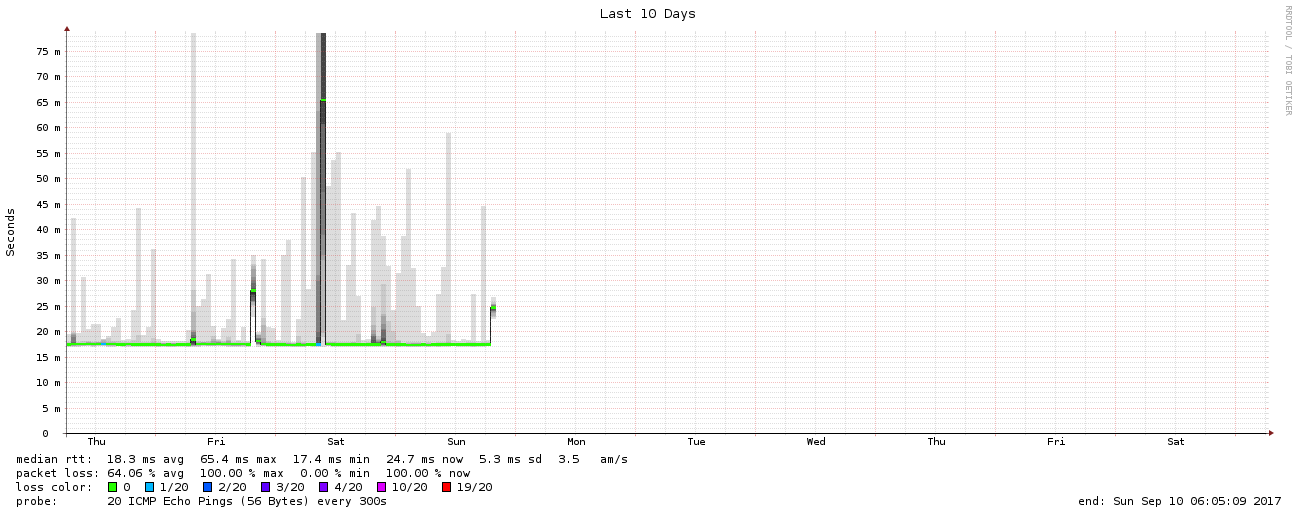 Last 10 Days
RRDTOOL / TOBI OETIKER
Seconds
75 m
70 m
65 m
60 m
55 m
50 m
45 m
40 m
35 m
30 m
25 m
20 m
15 m
10 m
5 m
0
Thu Fri Sat Sun Mon Tue Wed Thu Fri Sat
median rtt: 18.3 ms avg 65.4 ms max 17.4 ms min 24.7 ms now 5.3 ms sd 3.5 am/s
packet loss: 64.06 % avg 100.00 % max 0.00 % min 100.00 % now
loss color: 0 1/20 2/20 3/20 4/20 10/20 19/20
probe: 20 ICMP Echo Pings (56 Bytes) every 300s end: Sun Sep 10 06:05:09 2017